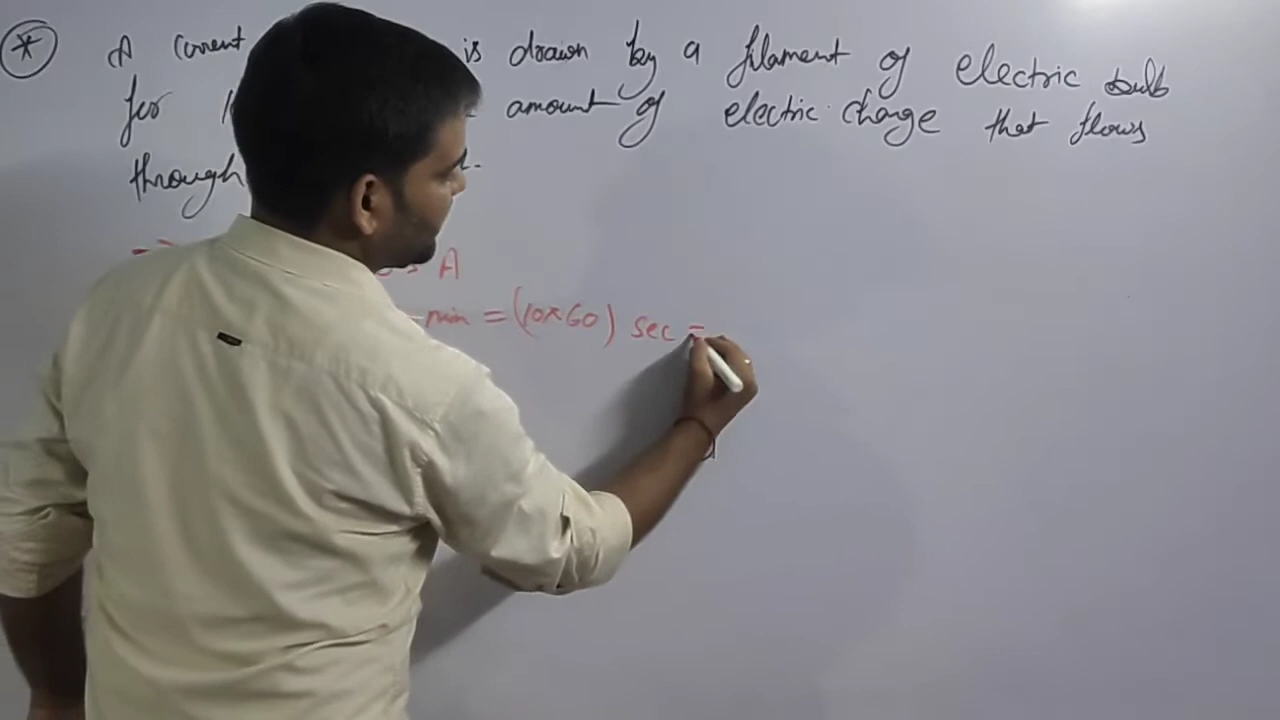 * A current is drawn by a filament of electric bulb
for amount of electric charge that flows
through
A
min = (10×60) sec =